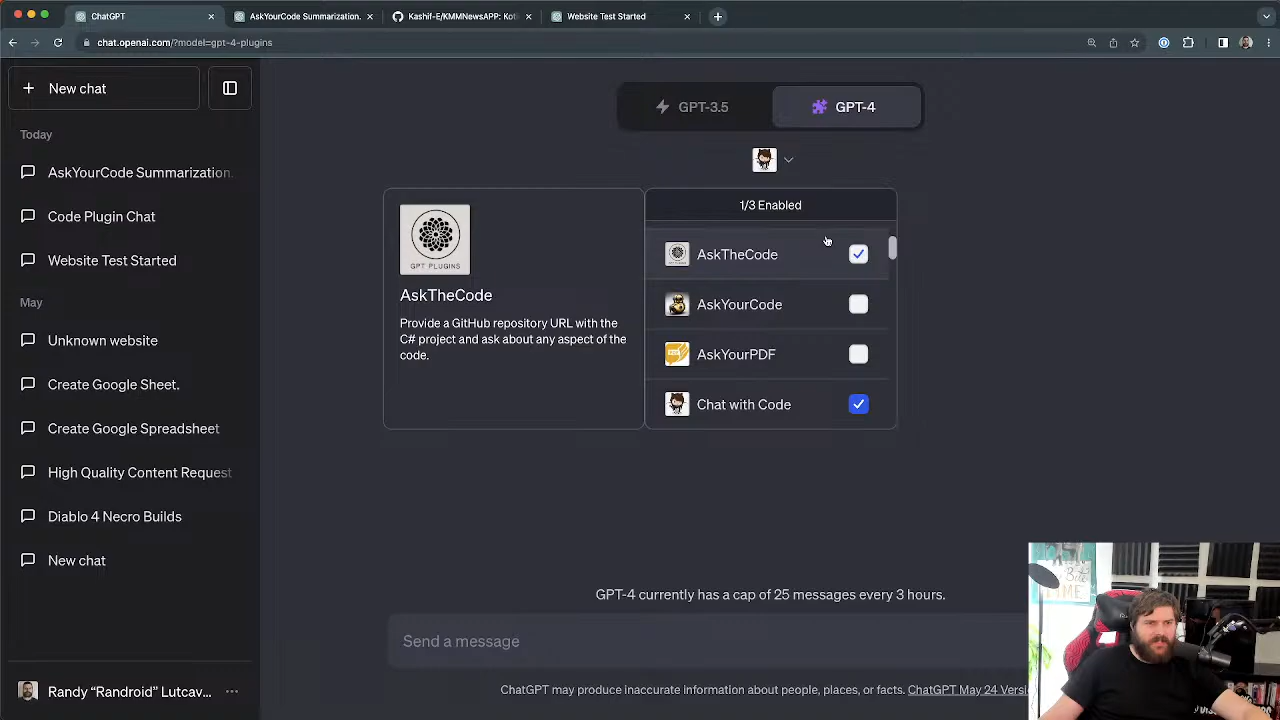 ChatGPT
AskYourCode Summarization.
Kashif-E/KMMNewsAPP: Kot
Website Test Started
chat.openai.com/?model=gpt-4-plugins
New chat
Today
AskYourCode Summarization.
Code Plugin Chat
Website Test Started
May
Unknown website
Create Google Sheet.
Create Google Spreadsheet
High Quality Content Request
Diablo 4 Necro Builds
New chat
Randy “Randroid” Lutcav...
GPT-3.5
GPT-4
GPT PLUGINS
AskTheCode
Provide a GitHub repository URL with the
C# project and ask about any aspect of the
code.
1/3 Enabled
AskTheCode
AskYourCode
AskYourPDF
Chat with Code
GPT-4 currently has a cap of 25 messages every 3 hours.
Send a message
ChatGPT may produce inaccurate information about people, places, or facts. ChatGPT May 24 Versi